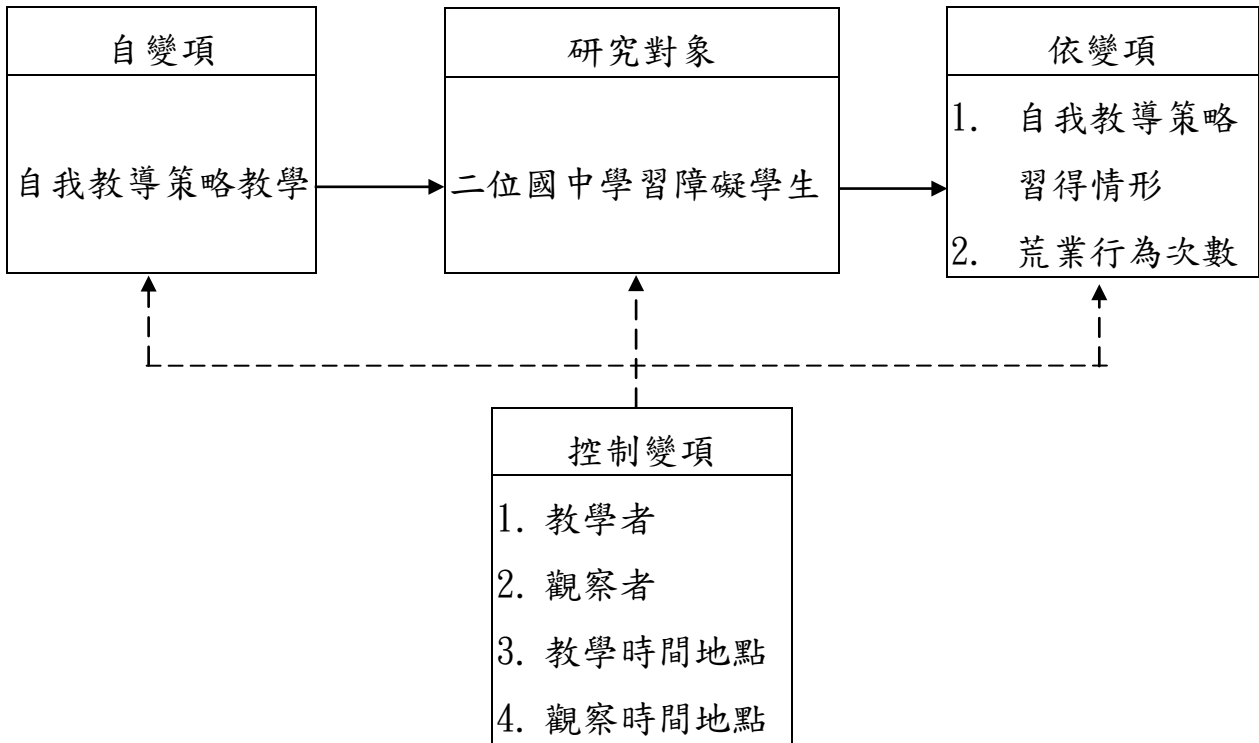 自變項
自我教導策略教學
研究對象
二位國中學習障礙學生
依變項
1. 自我教導策略
習得情形
2. 荒業行為次數
控制變項
1. 教學者
2. 觀察者
3. 教學時間地點
4. 觀察時間地點